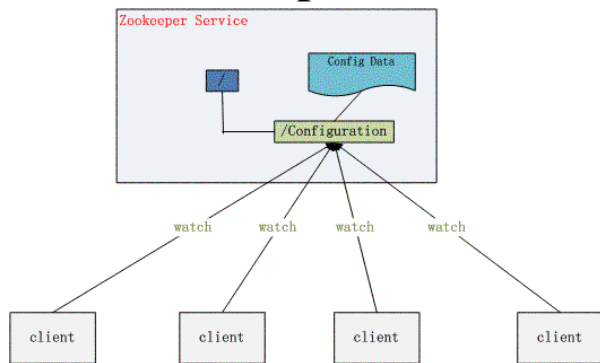 Zookeeper Service
Config Data
/
/Configuration
watch watch watch watch
client client client client